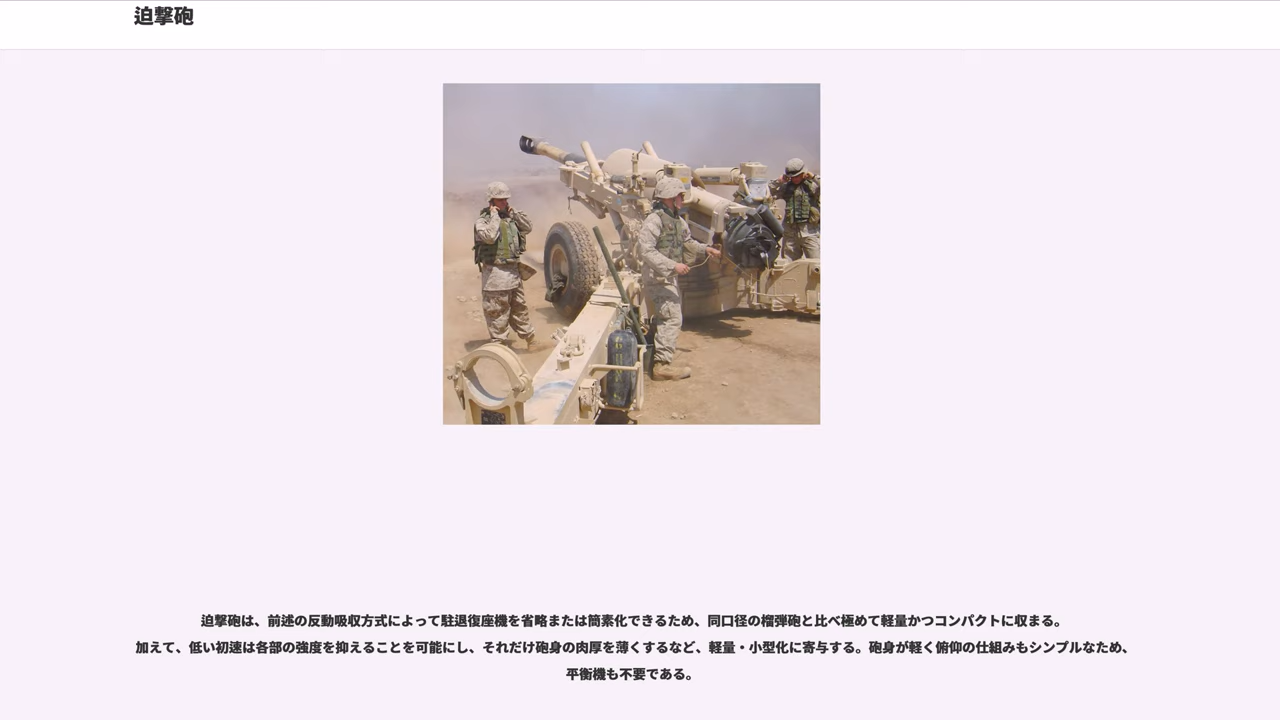 迫撃砲
迫撃砲は、前述の反動吸収方式によって駐退復座機を省略または簡素化できるため、同口径の榴弾砲と比べ極めて軽量かつコンパクトに収まる。
加えて、低い初速は各部の強度を抑えることを可能にし、それだけ砲身の肉厚を薄くするなど、軽量・小型化に寄与する。砲身が軽く俯仰の仕組みもシンプルなため、
平衡機も不要である。